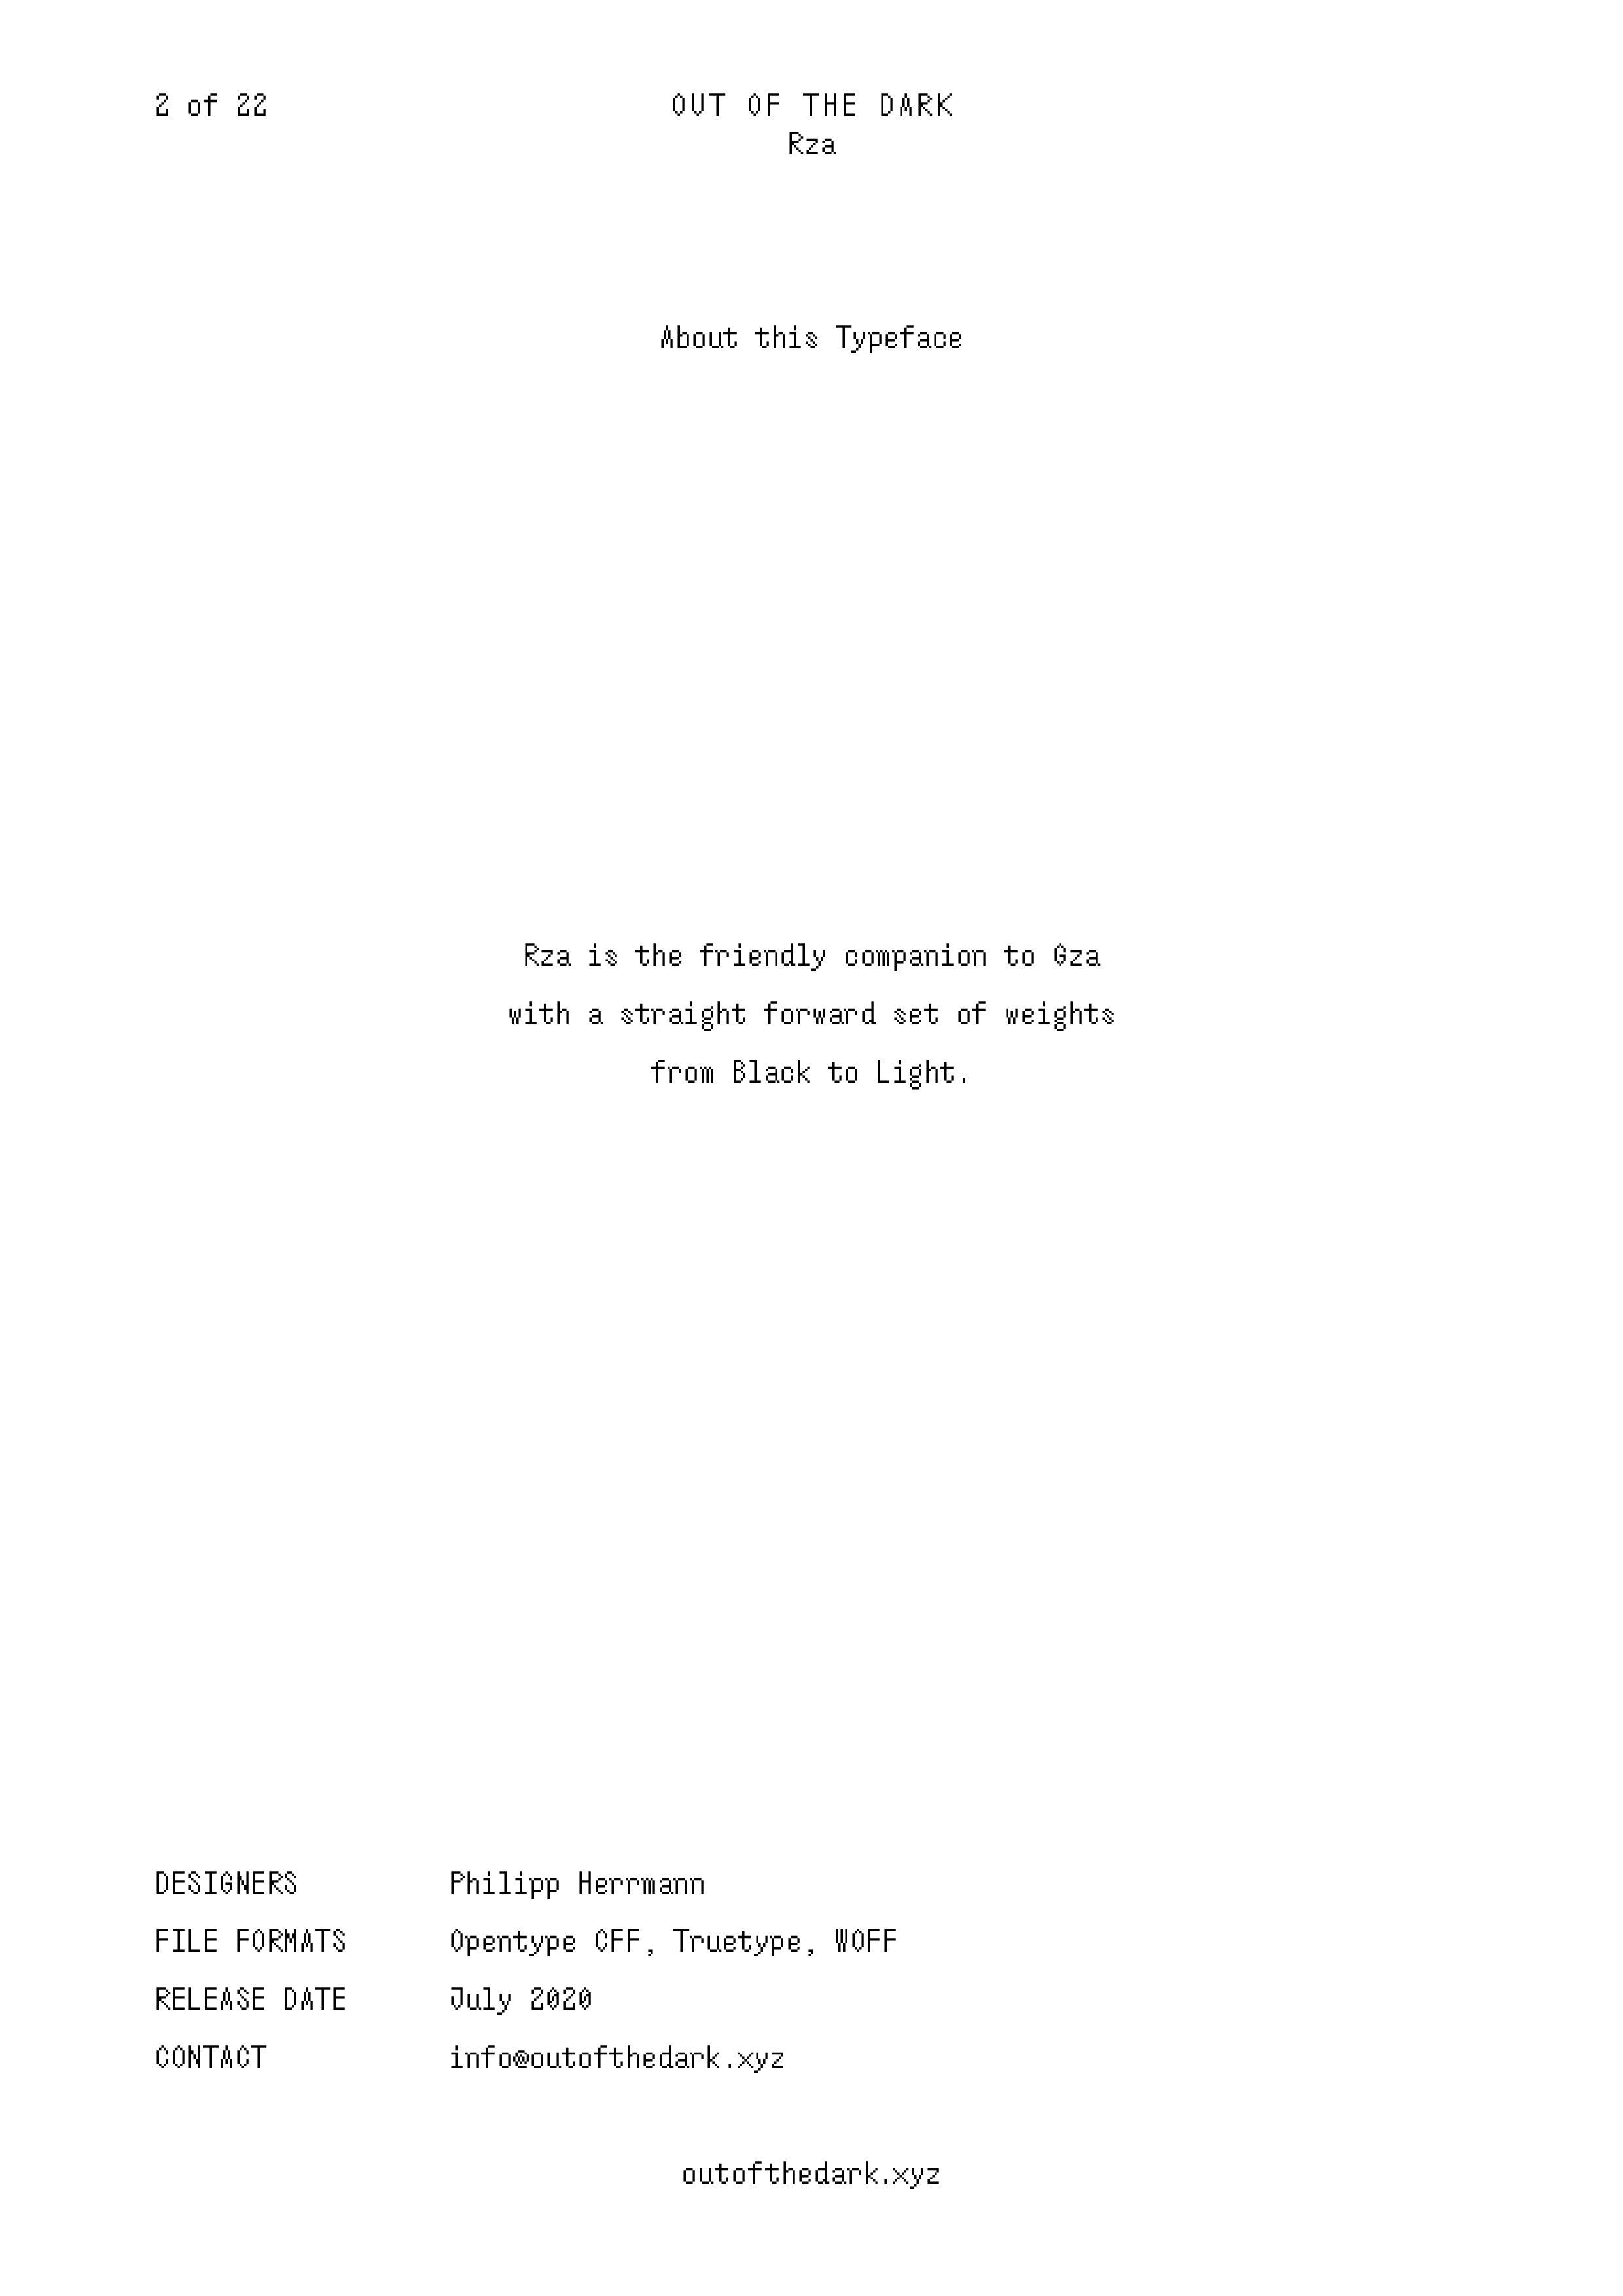 2 of 22
OUT OF THE DARK
Rza
About this Typeface
Rza is the friendly companion to Gza
with a straight forward set of weights
from Black to Light.
DESIGNERS Philipp Herrmann
FILE FORMATS Opentype CFF, Truetype, WOFF
RELEASE DATE July 2020
CONTACT info@outofthedark.xyz
outofthedark.xyz